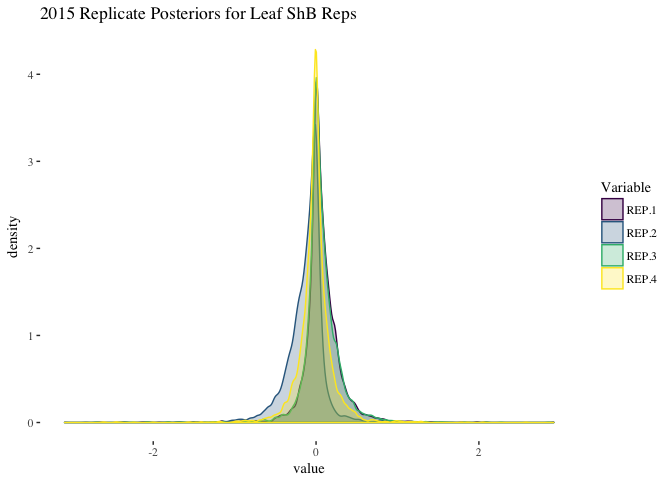 2015 Replicate Posteriors for Leaf ShB Reps
4
3
2
1
0
density
-2
0
2
value
Variable
REP.1
REP.2
REP.3
REP.4